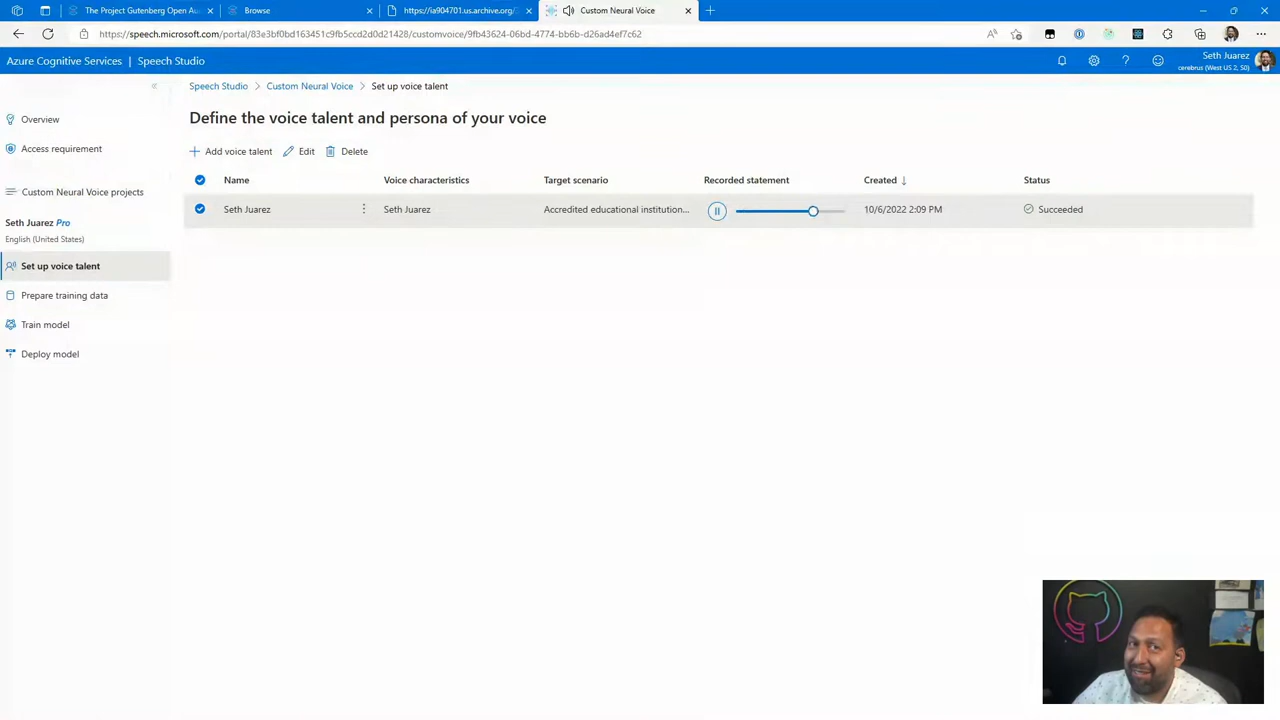 The Project Gutenberg Open Au
Browse
https://ia904701.us.archive.org/
Custom Neural Voice
https://speech.microsoft.com/portal/83e3bf0bd163451c9fb5ccd2d0d21428/customvoice/9fb43624-06bd-4774-bb6b-d26ad4ef7c62
Azure Cognitive Services | Speech Studio
Seth Juarez
cerebrus (West US 2, S0)
Speech Studio > Custom Neural Voice > Set up voice talent
Overview
Access requirement
Custom Neural Voice projects
Seth Juarez Pro
English (United States)
Set up voice talent
Prepare training data
Train model
Deploy model
Define the voice talent and persona of your voice
Add voice talent Edit Delete
Name Voice characteristics Target scenario Recorded statement Created ↓ Status
Seth Juarez Seth Juarez Accredited educational institution... 10/6/2022 2:09 PM Succeeded